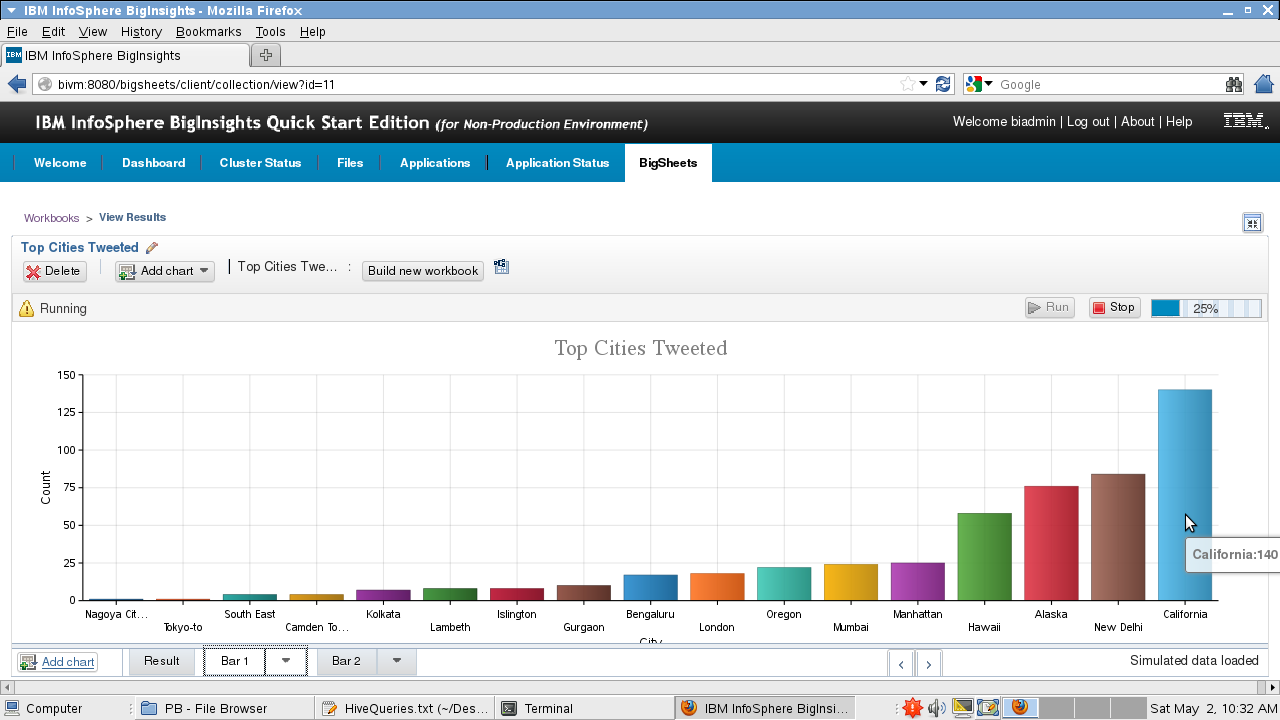 IBM InfoSphere BigInsights - Mozilla Firefox
File Edit View History Bookmarks Tools Help
IBM IBM InfoSphere BigInsights
bivm:8080/bigsheets/client/collection/view?id=11 Google
IBM InfoSphere BigInsights Quick Start Edition (for Non-Production Environment) Welcome biadmin | Log out | About | Help IBM.
Welcome Dashboard Cluster Status Files Applications Application Status BigSheets
Workbooks > View Results
Top Cities Tweeted
Delete Add chart Top Cities Twe... : Build new workbook
Running Run Stop 25%
Top Cities Tweeted
150
125
100
75
50
25
0
Count
California:140
Nagoya Cit... South East Kolkata Islington Bengaluru Oregon Manhattan Alaska California
Tokyo-to Camden To... Lambeth Gurgaon London Mumbai Hawaii New Delhi
City
Add chart Result Bar 1 Bar 2 < > Simulated data loaded
Computer PB - File Browser HiveQueries.txt (~/Des... Terminal IBM InfoSphere BigInsi... Sat May 2, 10:32 AM